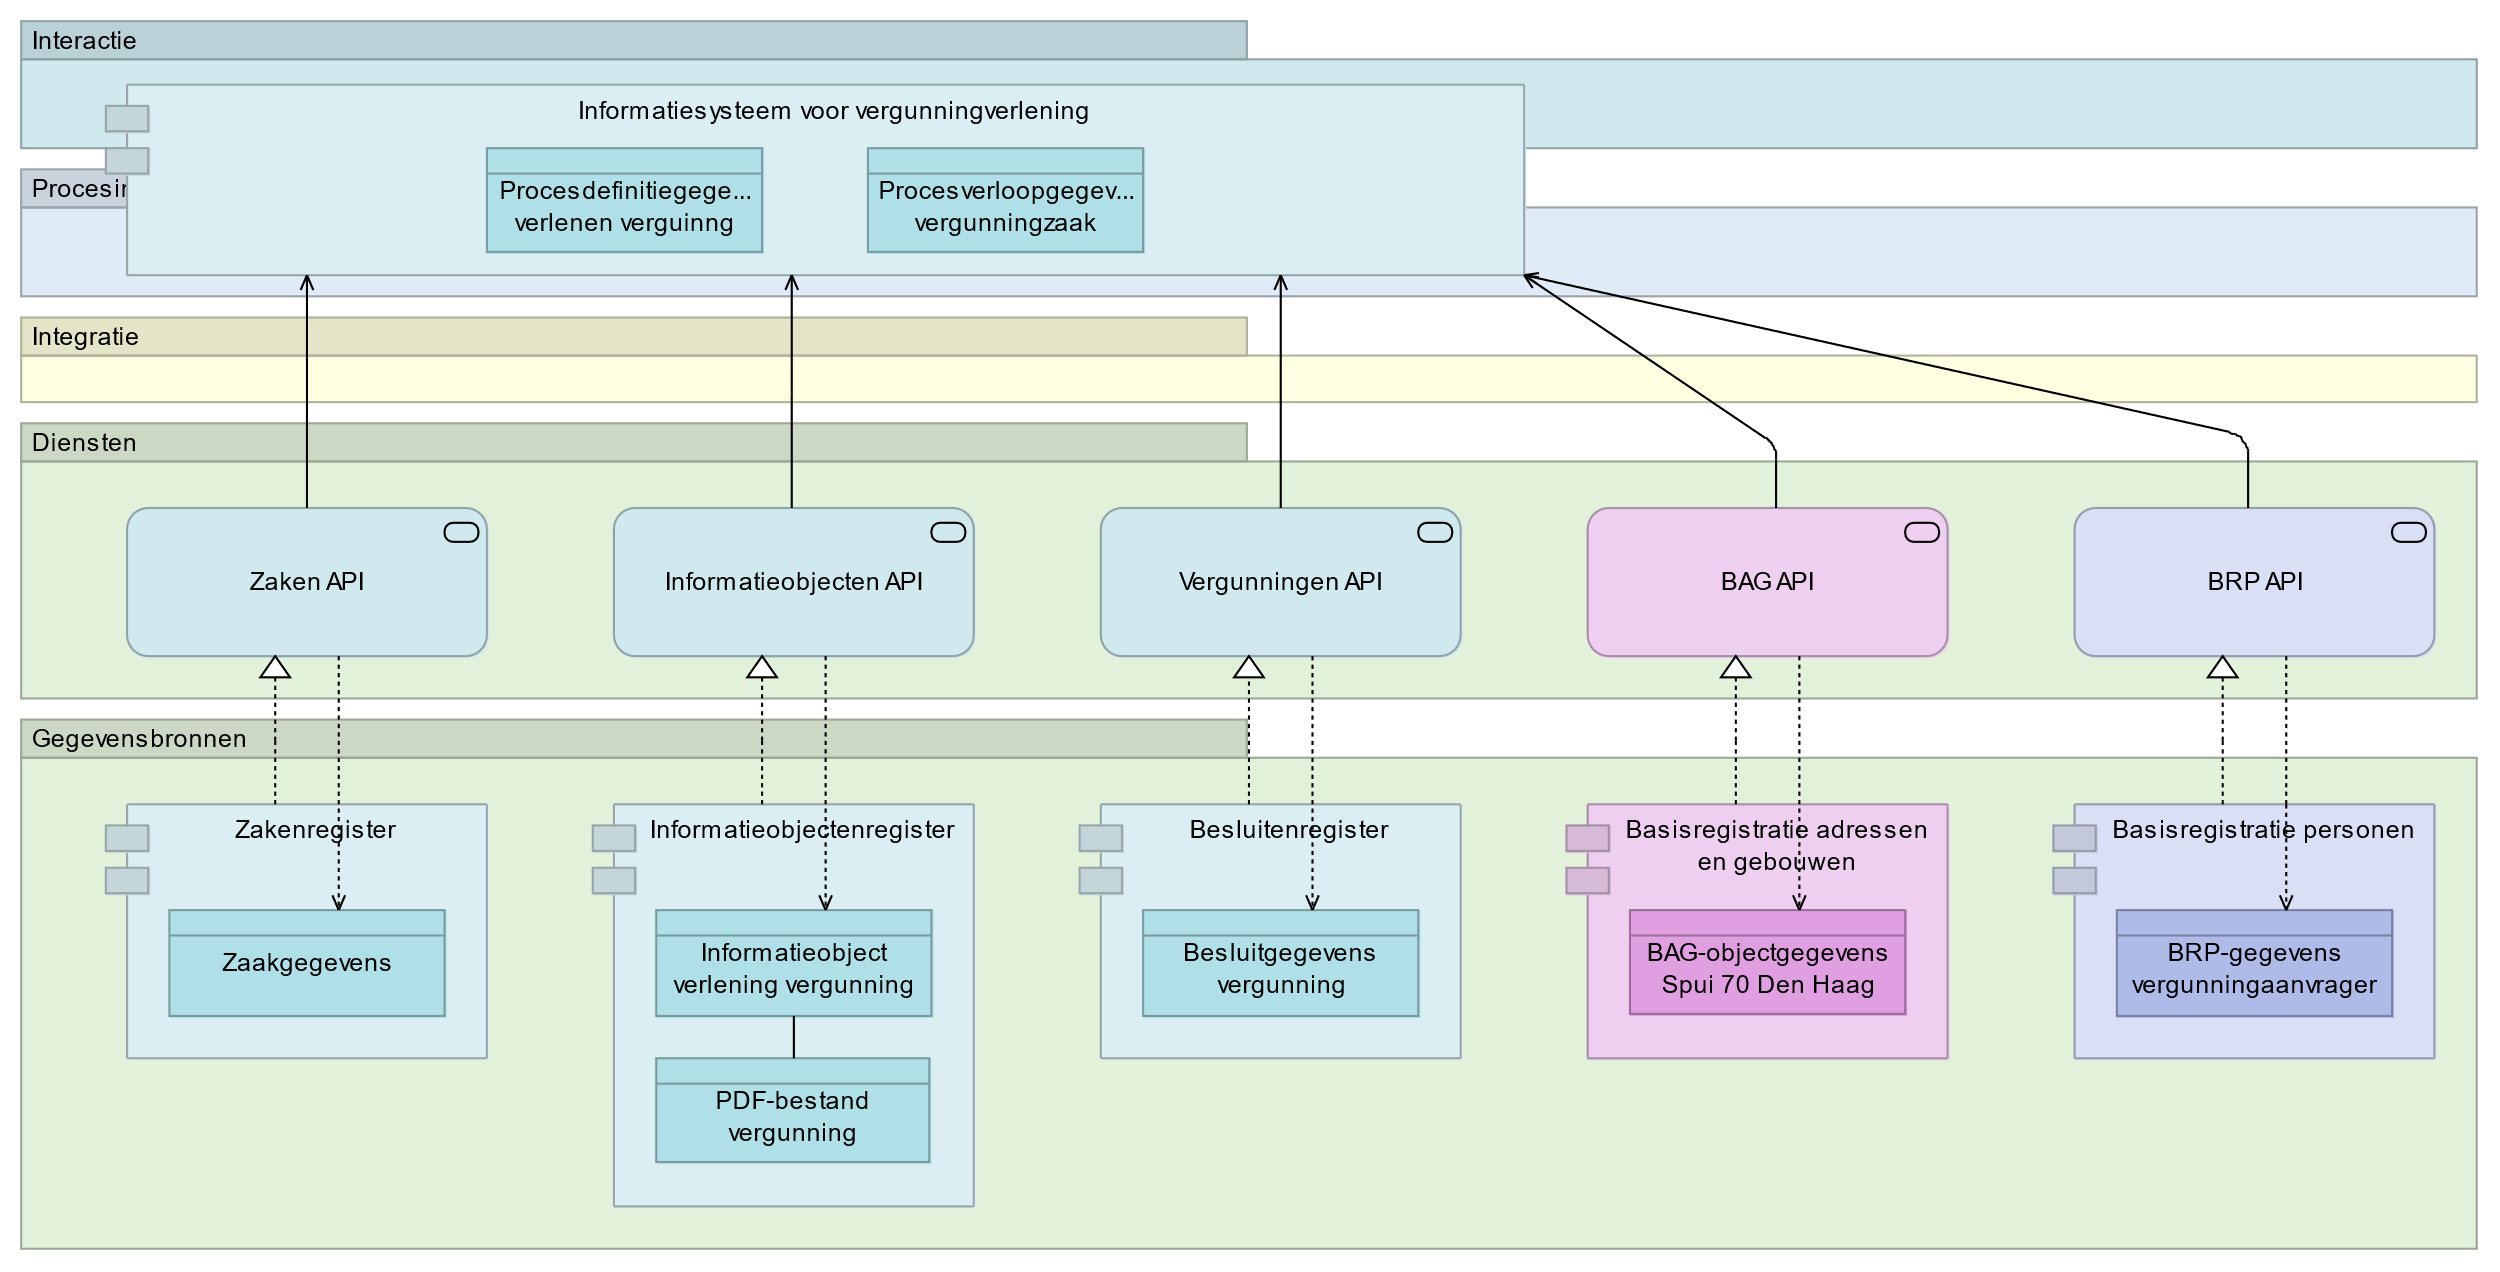 Interactie
Informatiesysteem voor vergunningverlening
Procesdefinitiegege...
verlenen verguinng
Procesverloopgegev...
vergunningzaak
Procesin
Integratie
Diensten
Zaken API
Informatieobjecten API
Vergunningen API
BAG API
BRP API
Gegevensbronnen
Zakenregister
Informatieobjectenregister
Besluitenregister
Basisregistratie adressen
en gebouwen
Basisregistratie personen
Zaakgegevens
Informatieobject
verlening vergunning
Besluitgegevens
vergunning
BAG-objectgegevens
Spui 70 Den Haag
BRP-gegevens
vergunningaanvrager
PDF-bestand
vergunning